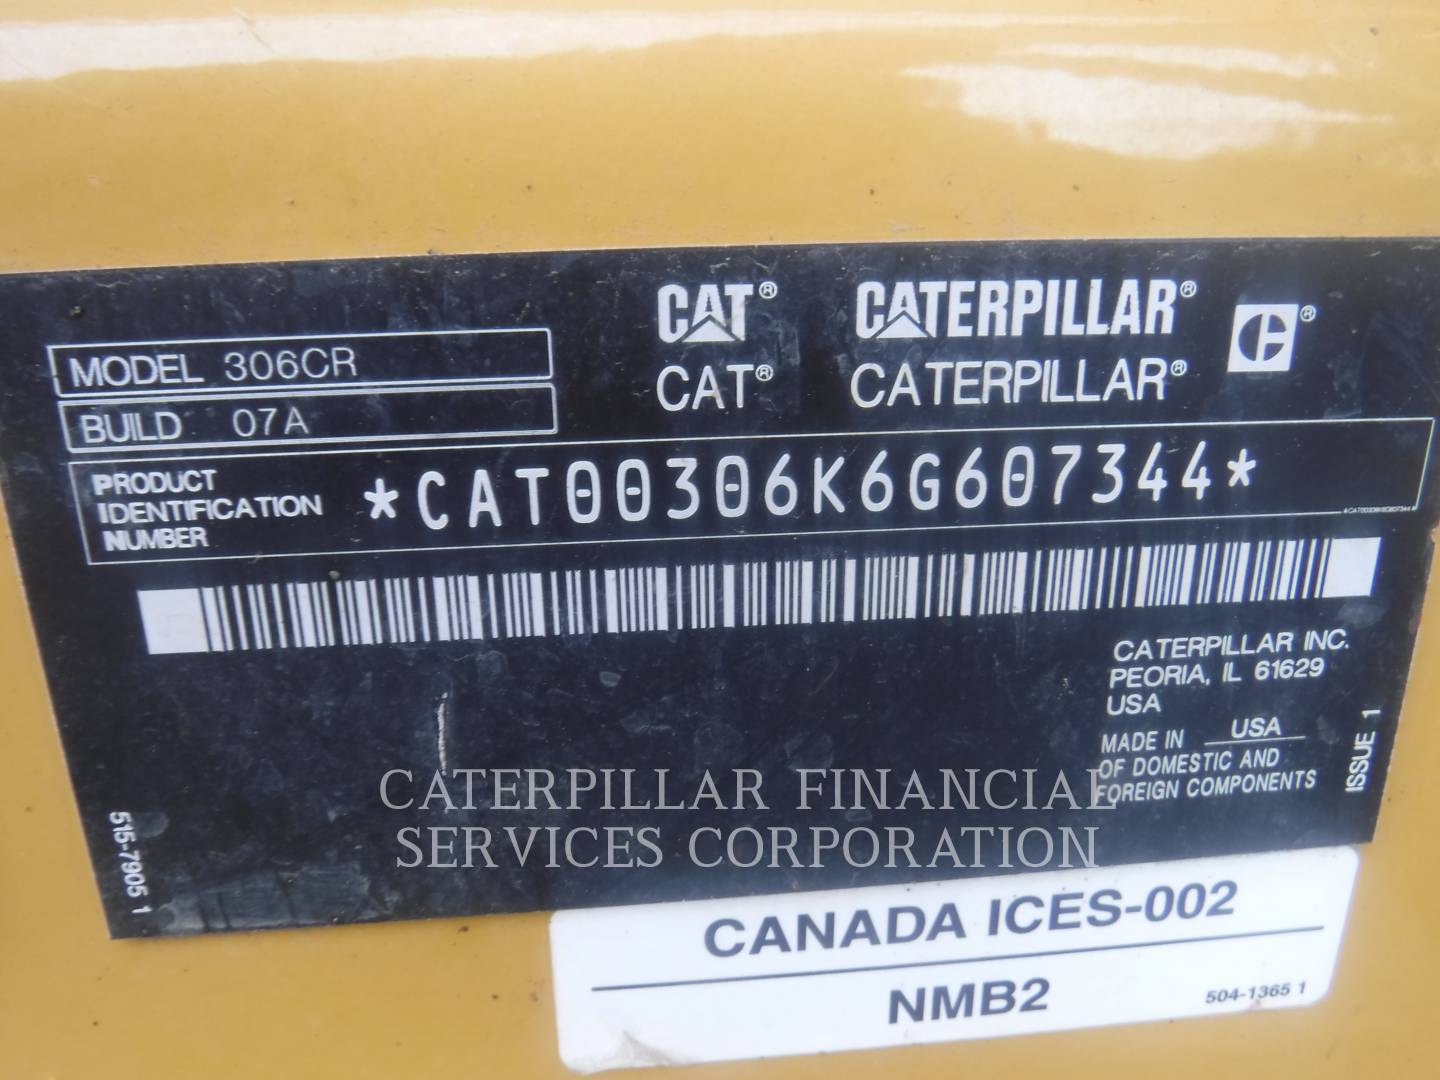 CAT® CATERPILLAR® C®
CAT® CATERPILLAR®
MODEL 306CR
BUILD 07A
PRODUCT
IDENTIFICATION
NUMBER
*CAT00306K6G607344*
*CAT00306K6G607344*
CATERPILLAR INC.
PEORIA, IL 61629
USA
MADE IN USA
OF DOMESTIC AND
FOREIGN COMPONENTS
ISSUE 1
515-7905 1
CATERPILLAR FINANCIAL
SERVICES CORPORATION
CANADA ICES-002
NMB2
504-1365 1